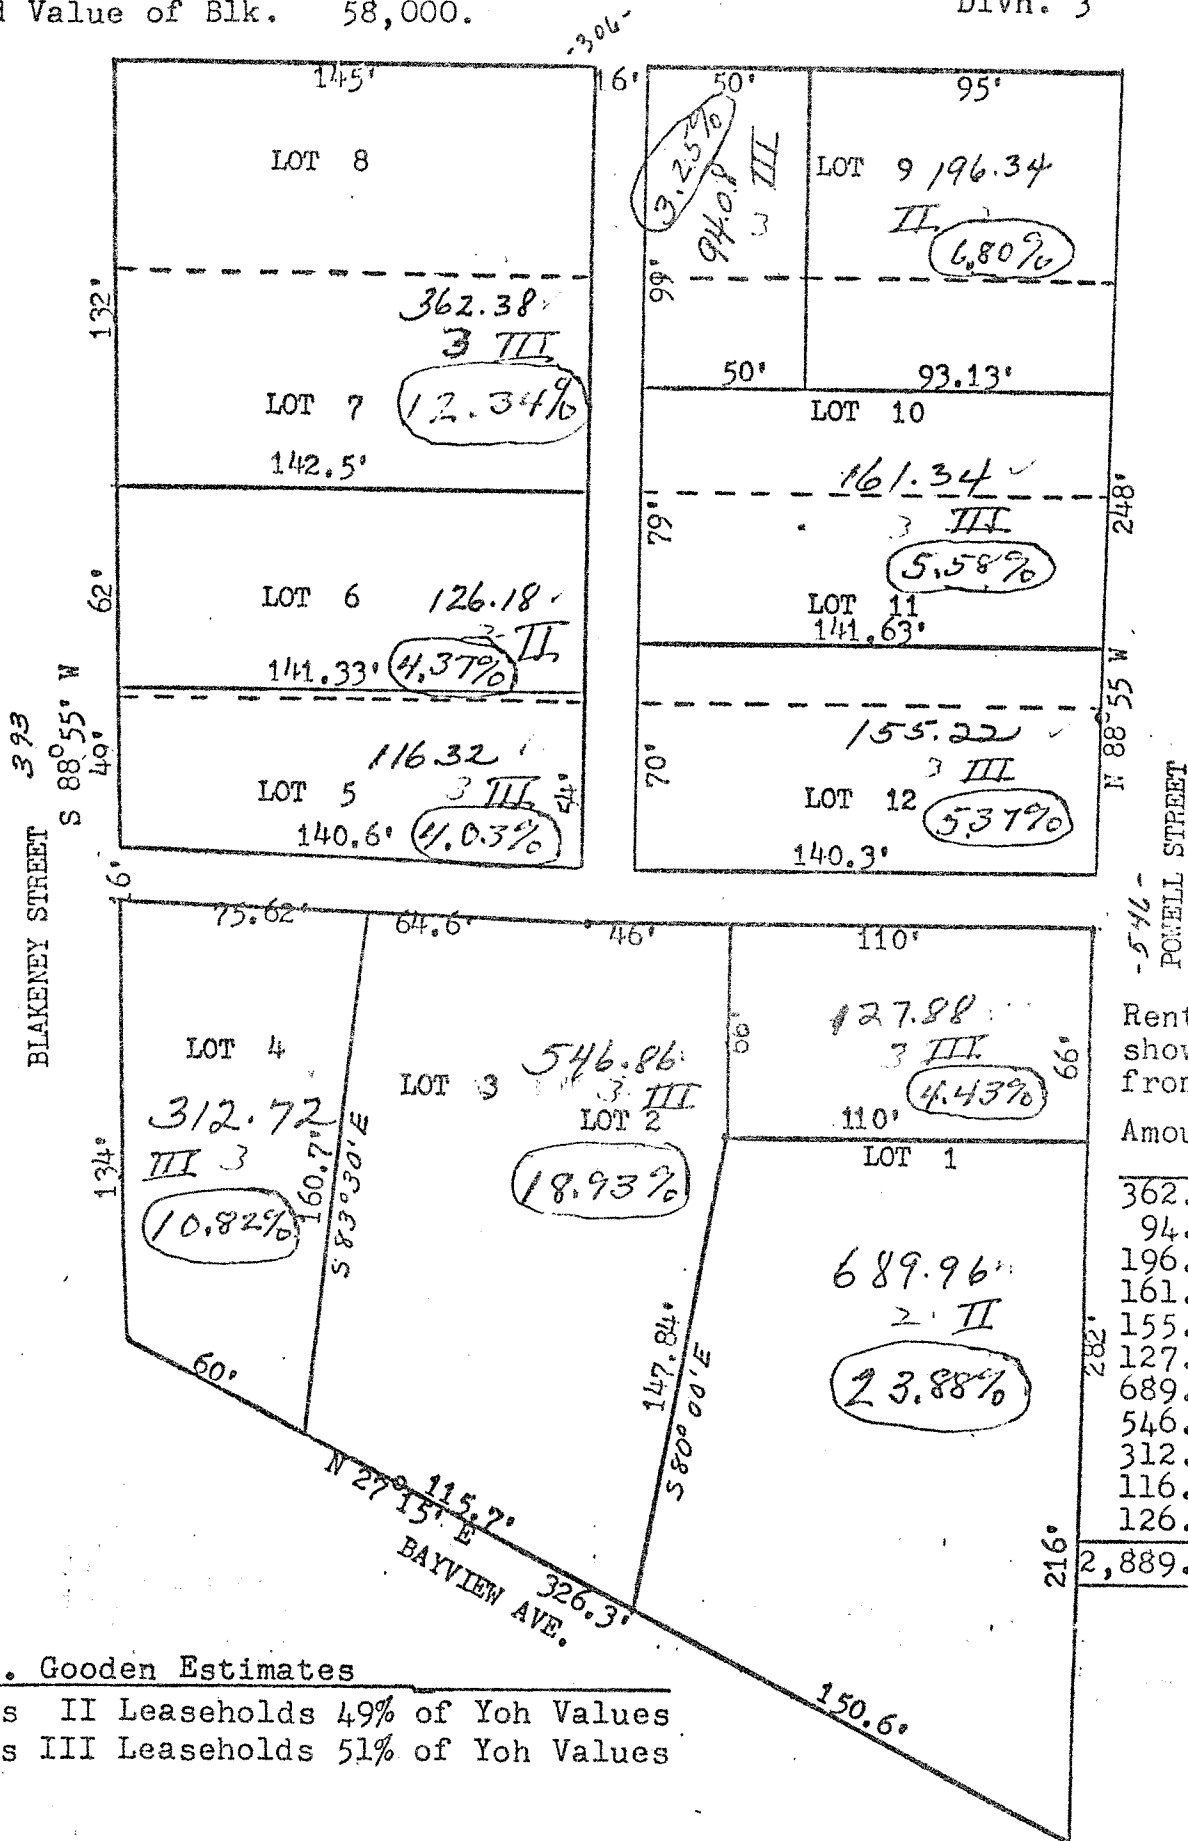 d Value of Blk. 58,000.
Divn. 3
-306-
145'
16'
50'
95'
LOT 8
3.25%
94.08
3 III
LOT 9 196.34
II
6.80%
132'
99'
362.38
3 III
LOT 7 12.34%
142.5'
50'
93.13'
LOT 10
161.34
3 III
5.58%
79'
248'
LOT 11
141.63'
62'
LOT 6 126.18
II
141.33' 4.37%
BLAKENEY STREET 393
S 88°55' W
49'
116.32
LOT 5 3 III
54'
140.6' 4.03%
70'
155.22
3 III
LOT 12 5.37%
140.3'
N 88°55 W.
-546-
POWELL STREET
16'
75.62'
64.6'
46'
110'
LOT 4
312.72
III 3
10.82%
134'
160.7'
S 83°30'E
LOT 3
546.86
3 III
LOT 2
18.93%
66'
127.88
3 III
4.43%
66'
110'
LOT 1
689.96
2 II
23.88%
147.84'
S80°00'E
282'
216'
60'
N 27°15' E
115.7'
BAYVIEW AVE.
326.3'
150.6'
Rent
show
from
Amou
362.
94.
196.
161.
155.
127.
689.
546.
312.
116.
126.
2,889.
. Gooden Estimates
s II Leaseholds 49% of Yoh Values
s III Leaseholds 51% of Yoh Values